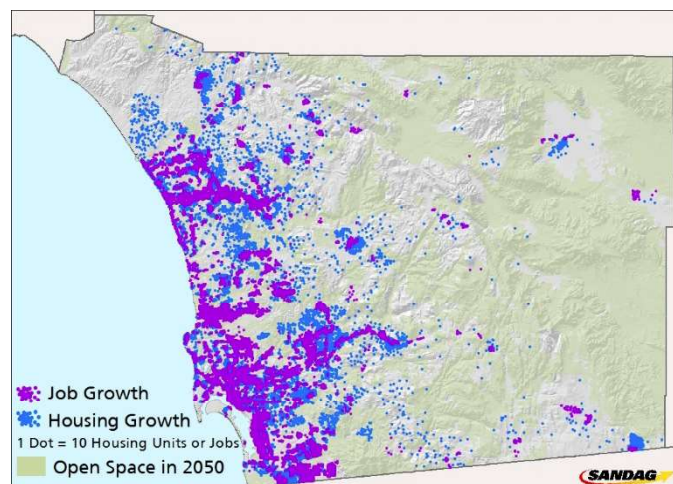 Job Growth
Housing Growth
1 Dot = 10 Housing Units or Jobs
Open Space in 2050
SANDAG